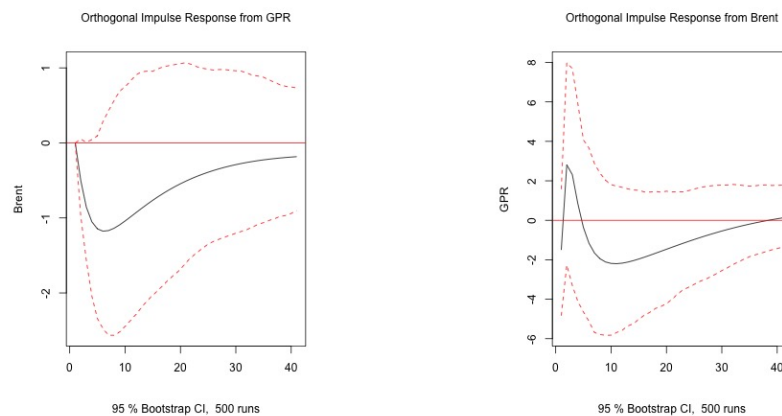 Orthogonal Impulse Response from GPR
Brent
1
0
-1
-2
0 10 20 30 40
95 % Bootstrap CI, 500 runs
Orthogonal Impulse Response from Brent
GPR
8
6
4
2
0
-2
-4
-6
0 10 20 30 40
95 % Bootstrap CI, 500 runs